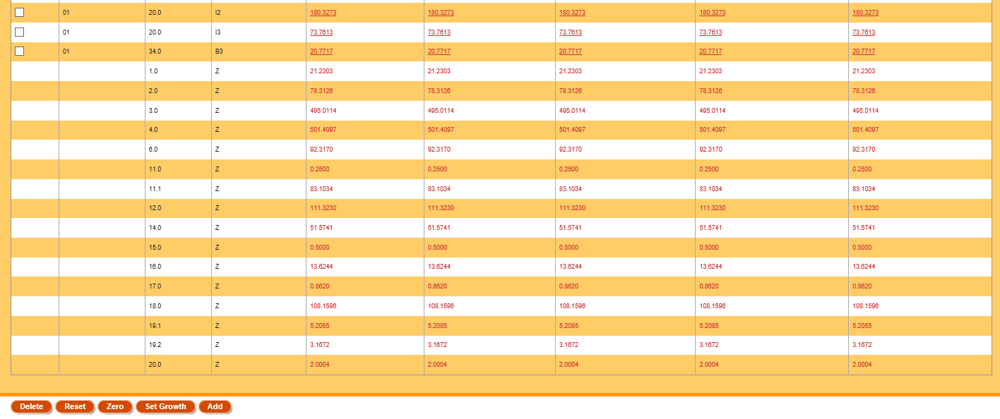 01 20.0 I2 180.3273 180.3273 180.3273 180.3273 180.3273
01 20.0 I3 73.7613 73.7613 73.7613 73.7613 73.7613
01 34.0 B3 20.7717 20.7717 20.7717 20.7717 20.7717
1.0 Z 21.2303 21.2303 21.2303 21.2303 21.2303
2.0 Z 78.3126 78.3126 78.3126 78.3126 78.3126
3.0 Z 495.0114 495.0114 495.0114 495.0114 495.0114
4.0 Z 501.4097 501.4097 501.4097 501.4097 501.4097
6.0 Z 92.3170 92.3170 92.3170 92.3170 92.3170
11.0 Z 0.2500 0.2500 0.2500 0.2500 0.2500
11.1 Z 83.1034 83.1034 83.1034 83.1034 83.1034
12.0 Z 111.3230 111.3230 111.3230 111.3230 111.3230
14.0 Z 51.5741 51.5741 51.5741 51.5741 51.5741
15.0 Z 0.5000 0.5000 0.5000 0.5000 0.5000
16.0 Z 13.6244 13.6244 13.6244 13.6244 13.6244
17.0 Z 0.8620 0.8620 0.8620 0.8620 0.8620
18.0 Z 108.1596 108.1596 108.1596 108.1596 108.1596
19.1 Z 5.2085 5.2085 5.2085 5.2085 5.2085
19.2 Z 3.1672 3.1672 3.1672 3.1672 3.1672
20.0 Z 2.0004 2.0004 2.0004 2.0004 2.0004
Delete Reset Zero Set Growth Add